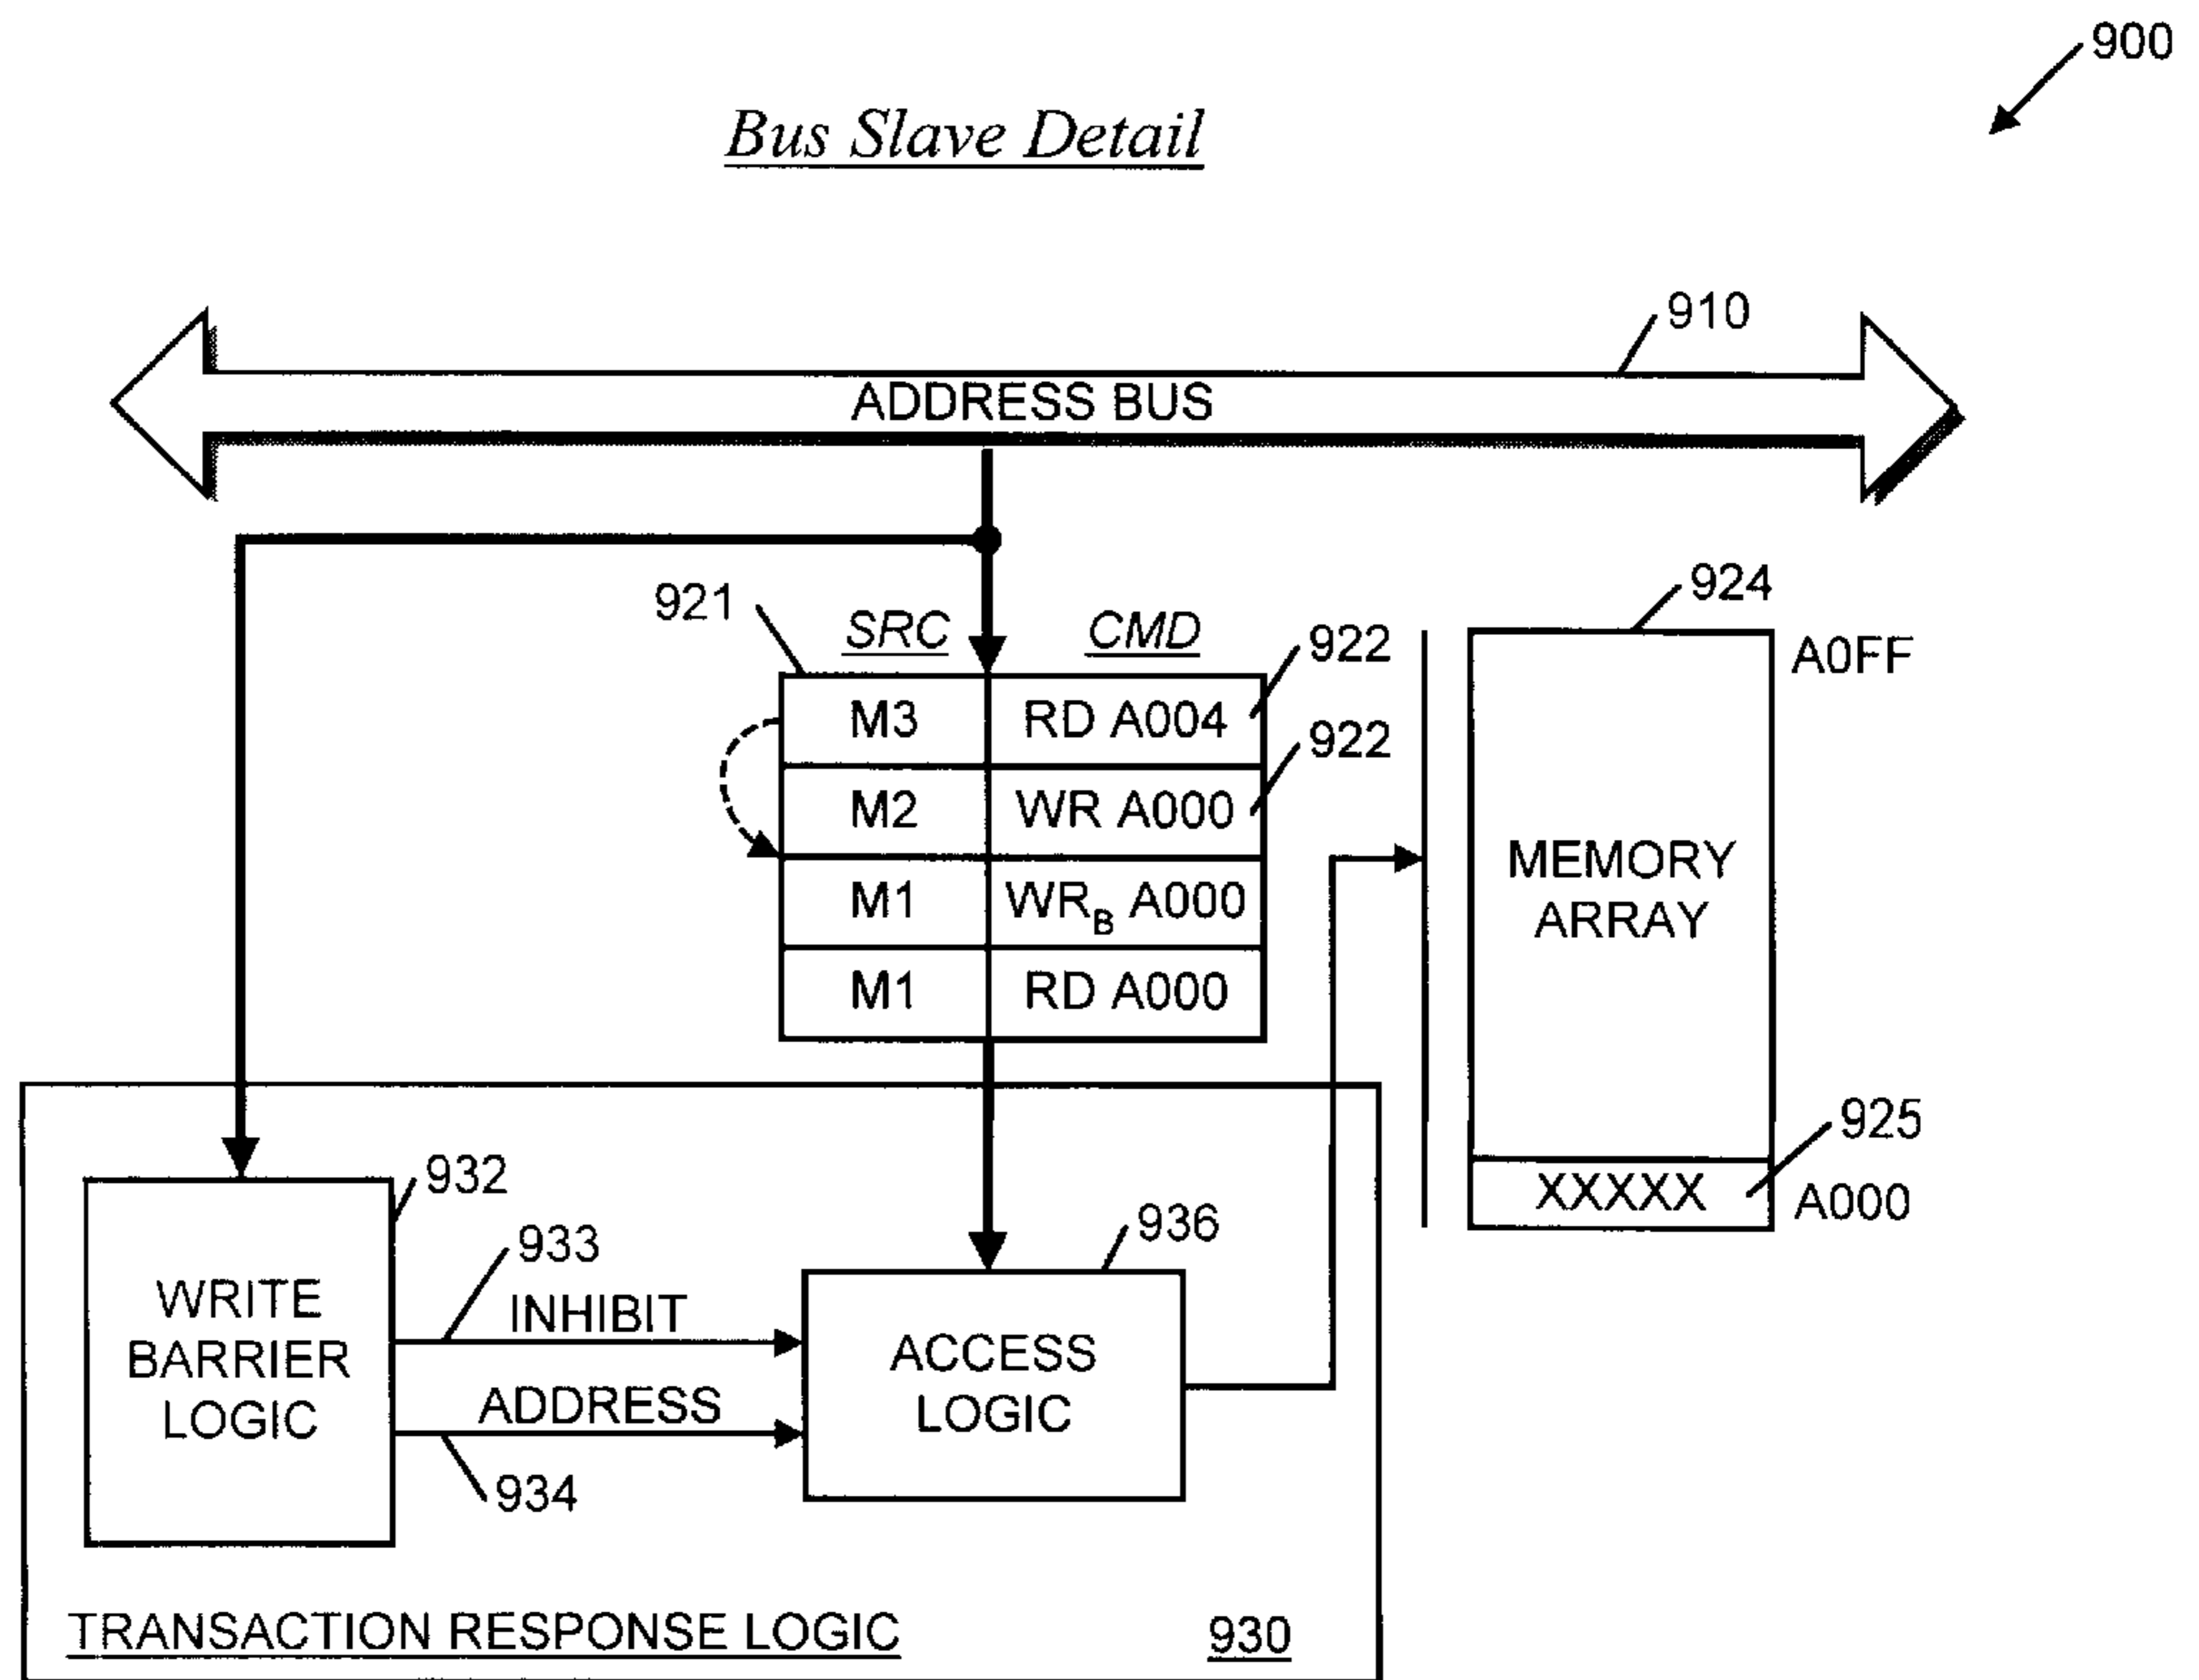 900
Bus Slave Detail
910
ADDRESS BUS
924
921
SRC CMD
922
A0FF
M3 RD A004
922
M2 WR A000
M1 WRB A000
MEMORY
ARRAY
M1 RD A000
925
XXXXX
A000
932
933
936
WRITE
BARRIER
LOGIC
INHIBIT
ADDRESS
934
ACCESS
LOGIC
TRANSACTION RESPONSE LOGIC
930